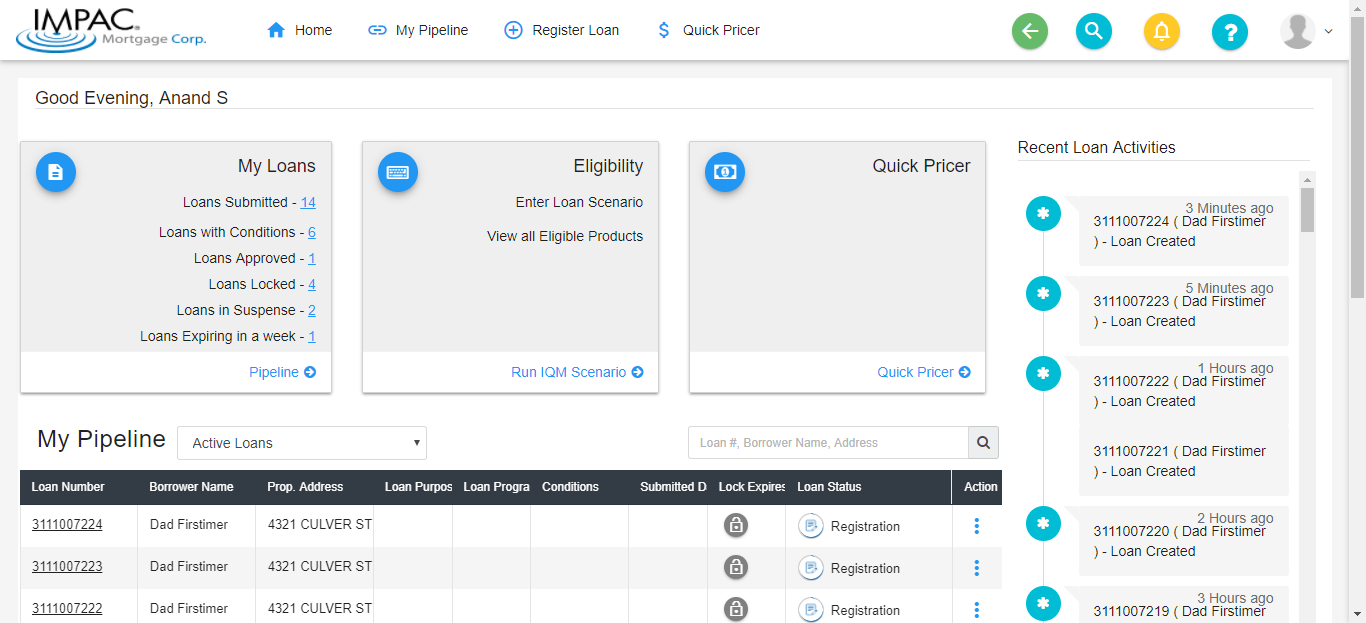 IMPAC®
Mortgage Corp.
Home
My Pipeline
Register Loan
Quick Pricer
Good Evening, Anand S
My Loans
Loans Submitted - 14
Loans with Conditions - 6
Loans Approved - 1
Loans Locked - 4
Loans in Suspense - 2
Loans Expiring in a week - 1
Pipeline
Eligibility
Enter Loan Scenario
View all Eligible Products
Run IQM Scenario
Quick Pricer
Quick Pricer
Recent Loan Activities
3 Minutes ago
3111007224 ( Dad Firstimer
) - Loan Created
5 Minutes ago
3111007223 ( Dad Firstimer
) - Loan Created
1 Hours ago
3111007222 ( Dad Firstimer
) - Loan Created
3111007221 ( Dad Firstimer
) - Loan Created
2 Hours ago
3111007220 ( Dad Firstimer
) - Loan Created
3 Hours ago
3111007219 ( Dad Firstimer
My Pipeline
Active Loans
Loan #, Borrower Name, Address
Loan Number Borrower Name Prop. Address Loan Purpos Loan Progra Conditions Submitted D Lock Expires Loan Status Action
3111007224 Dad Firstimer 4321 CULVER ST Registration
3111007223 Dad Firstimer 4321 CULVER ST Registration
3111007222 Dad Firstimer 4321 CULVER ST Registration